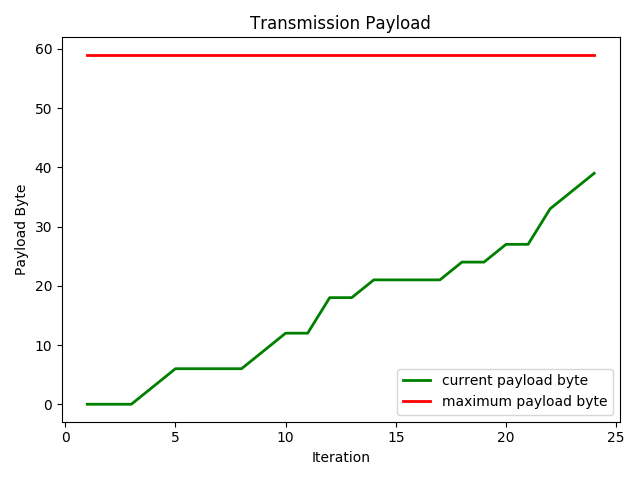 Transmission Payload
60
50
40
30
20
10
0
Payload Byte
current payload byte
maximum payload byte
0 5 10 15 20 25
Iteration